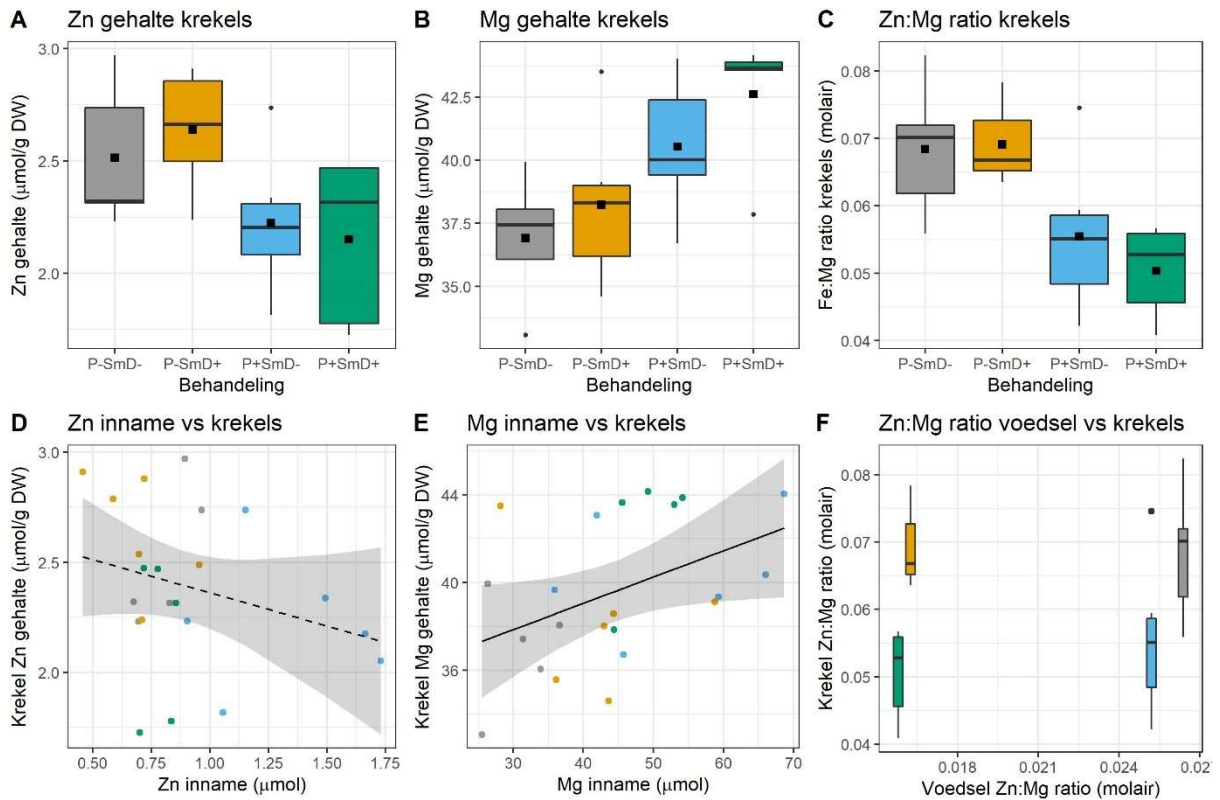 A Zn gehalte krekels
Zn gehalte (μmol/g DW)
3.0
2.5
2.0
P-SmD- P-SmD+ P+SmD- P+SmD+
Behandeling
B Mg gehalte krekels
Mg gehalte (μmol/g DW)
42.5
40.0
37.5
35.0
P-SmD- P-SmD+ P+SmD- P+SmD+
Behandeling
C Zn:Mg ratio krekels
Fe:Mg ratio krekels (molair)
0.08
0.07
0.06
0.05
0.04
P-SmD- P-SmD+ P+SmD- P+SmD+
Behandeling
D Zn inname vs krekels
Krekel Zn gehalte (μmol/g DW)
3.0
2.5
2.0
0.50 0.75 1.00 1.25 1.50 1.75
Zn inname (μmol)
E Mg inname vs krekels
Krekel Mg gehalte (μmol/g DW)
44
40
36
30 40 50 60 70
Mg inname (μmol)
F Zn:Mg ratio voedsel vs krekels
Krekel Zn:Mg ratio (molair)
0.08
0.07
0.06
0.05
0.04
0.018 0.021 0.024 0.027
Voedsel Zn:Mg ratio (molair)